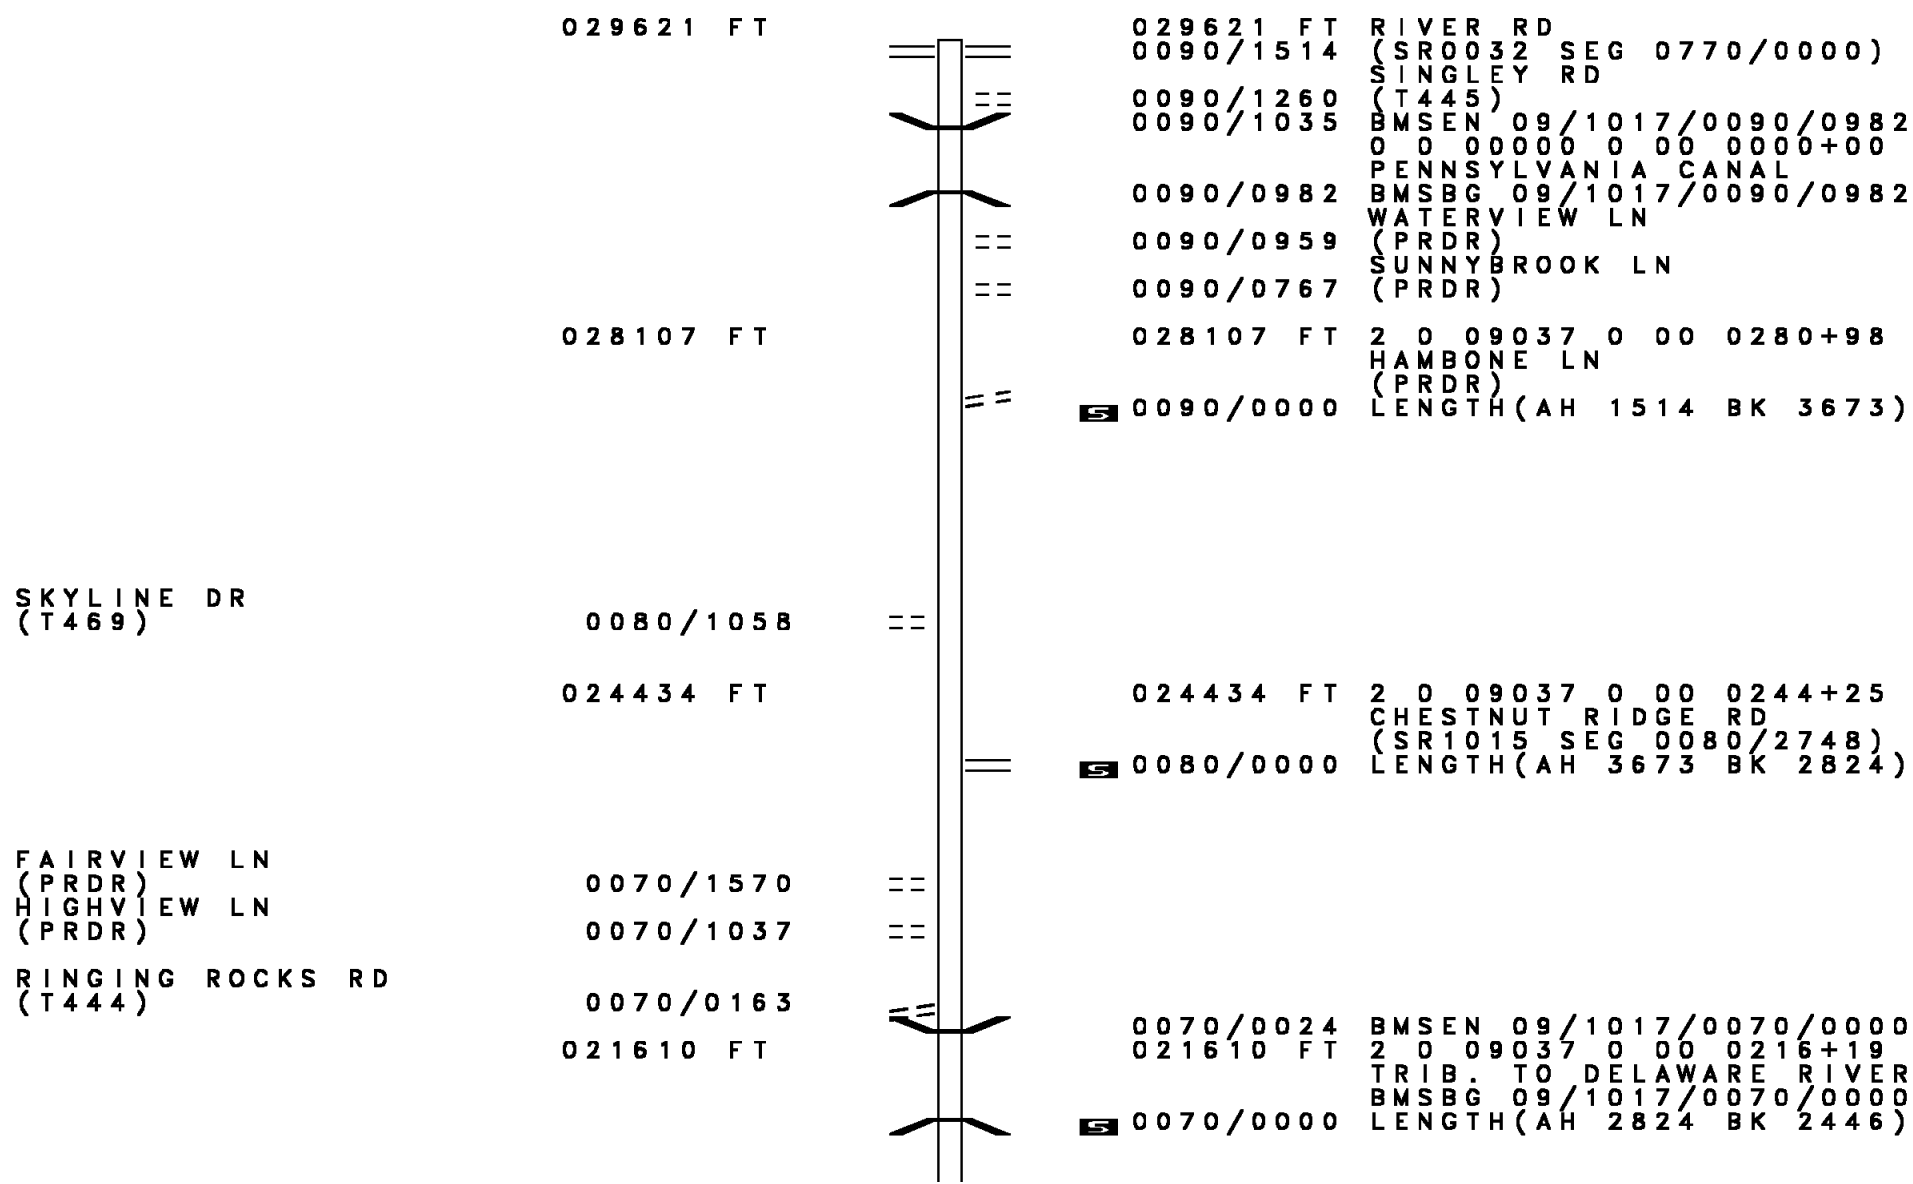 029621 FT 029621 FT RIVER RD
0090/1514 (SR0032 SEG 0770/0000)
SINGLEY RD
0090/1260 (T445)
0090/1035 BMSEN 09/1017/0090/0982
0 0 00000 0 00 0000+00
PENNSYLVANIA CANAL
0090/0982 BMSBG 09/1017/0090/0982
WATERVIEW LN
0090/0959 (PRDR)
SUNNYBROOK LN
0090/0767 (PRDR)
028107 FT 028107 FT 2 0 09037 0 00 0280+98
HAMBONE LN
(PRDR)
S 0090/0000 LENGTH(AH 1514 BK 3673)
SKYLINE DR
(T469) 0080/1058
024434 FT 024434 FT 2 0 09037 0 00 0244+25
CHESTNUT RIDGE RD
(SR1015 SEG 0080/2748)
S 0080/0000 LENGTH(AH 3673 BK 2824)
FAIRVIEW LN
(PRDR) 0070/1570
HIGHVIEW LN
(PRDR) 0070/1037
RINGING ROCKS RD
(T444) 0070/0163
0070/0024 BMSEN 09/1017/0070/0000
021610 FT 021610 FT 2 0 09037 0 00 0216+19
TRIB. TO DELAWARE RIVER
BMSBG 09/1017/0070/0000
S 0070/0000 LENGTH(AH 2824 BK 2446)